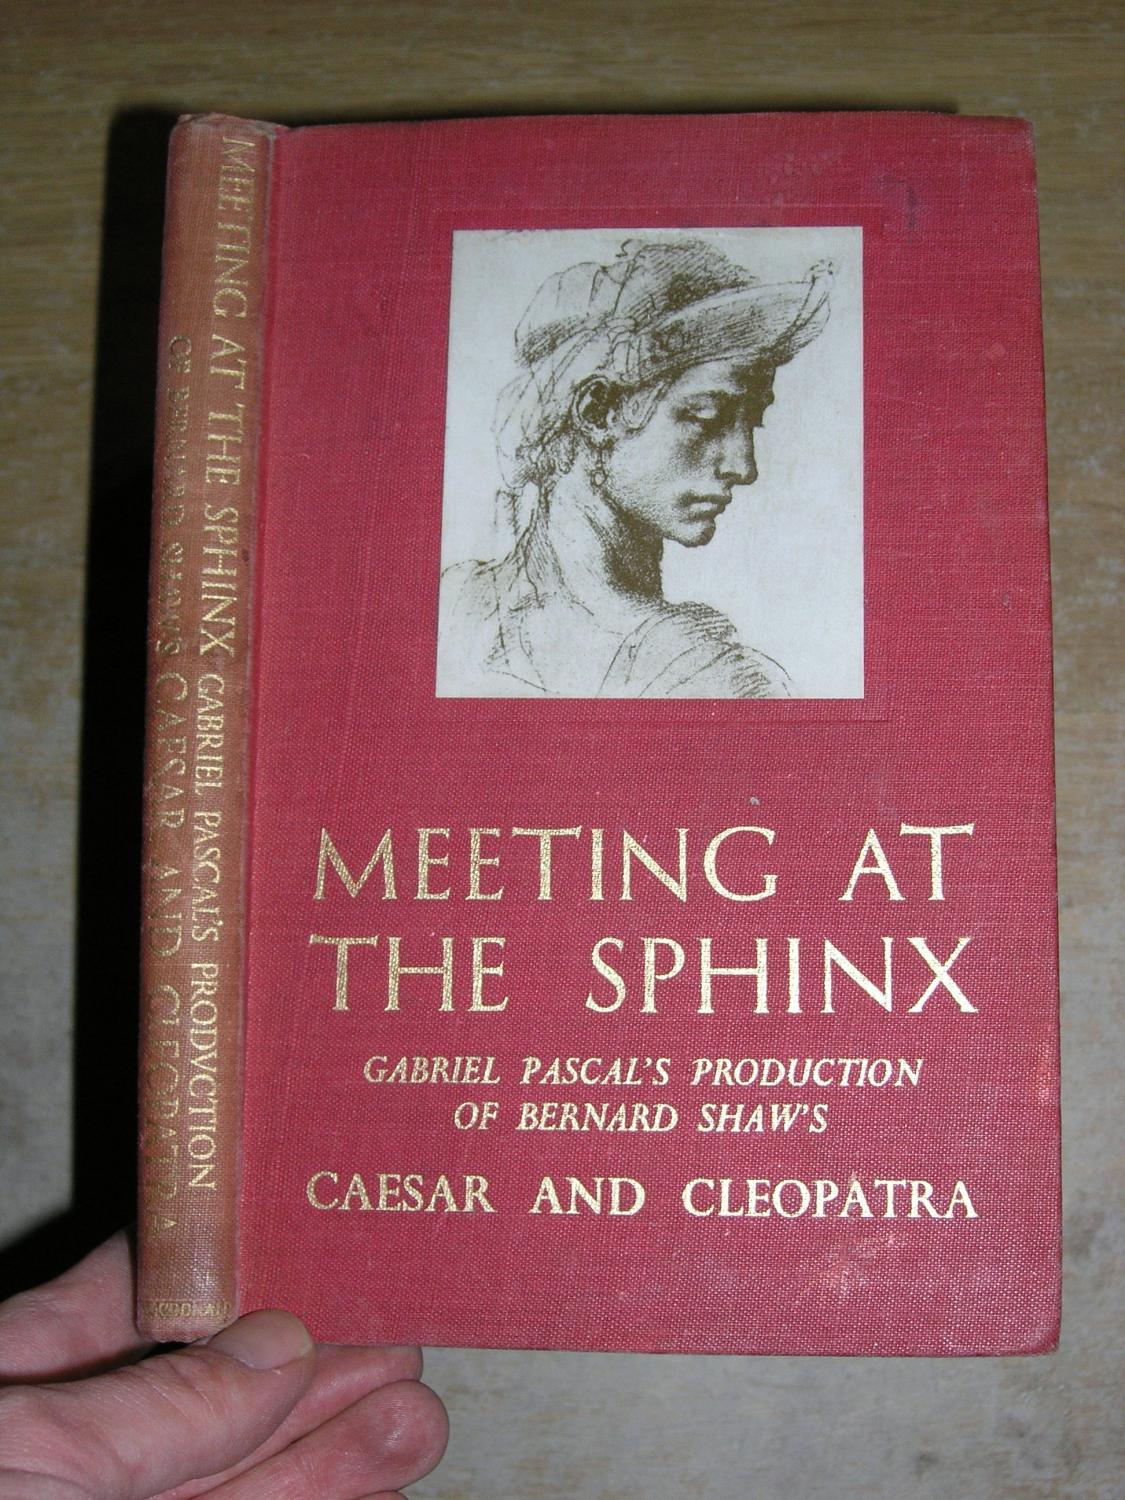 MEETING AT THE SPHINX GABRIEL PASCAL'S PRODVCTION
OF BERNARD SHAW'S CAESAR AND CLEOPATRA
MACDONALD
MEETING AT
THE SPHINX
GABRIEL PASCAL'S PRODUCTION
OF BERNARD SHAW'S
CAESAR AND CLEOPATRA